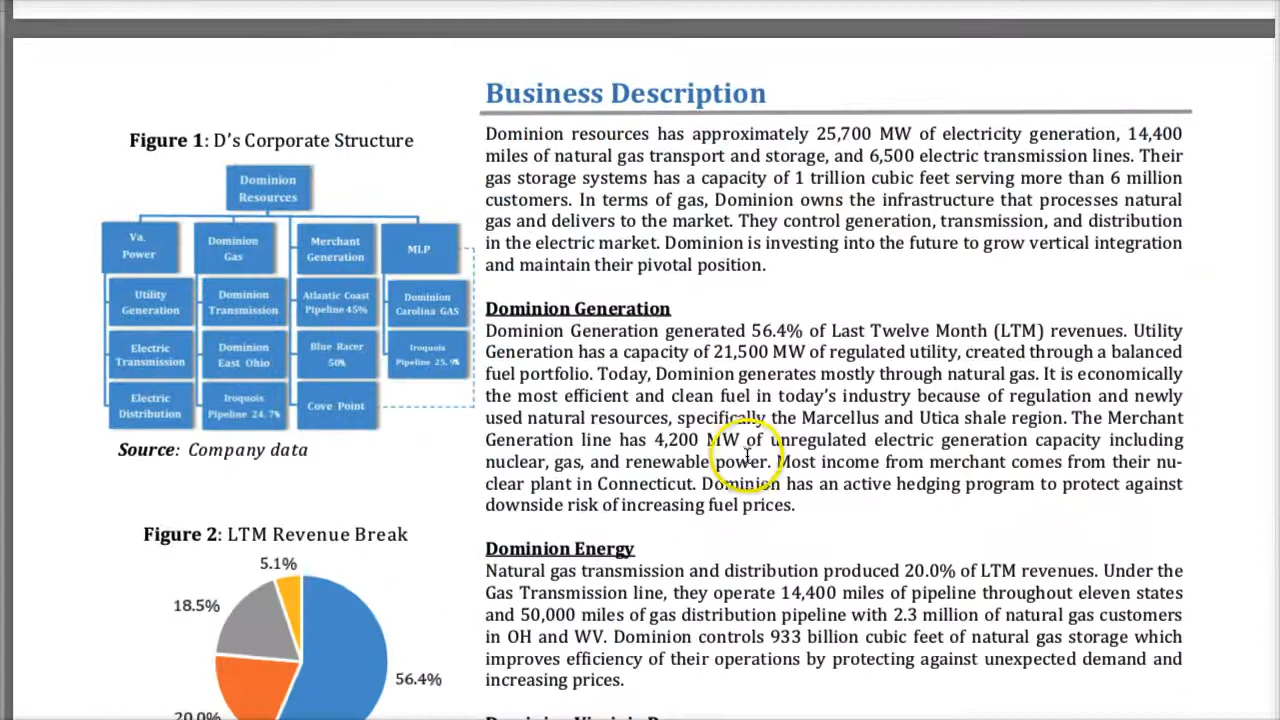 Business Description
Dominion resources has approximately 25,700 MW of electricity generation, 14,400
miles of natural gas transport and storage, and 6,500 electric transmission lines. Their
gas storage systems has a capacity of 1 trillion cubic feet serving more than 6 million
customers. In terms of gas, Dominion owns the infrastructure that processes natural
gas and delivers to the market. They control generation, transmission, and distribution
in the electric market. Dominion is investing into the future to grow vertical integration
and maintain their pivotal position.
Dominion Generation
Dominion Generation generated 56.4% of Last Twelve Month (LTM) revenues. Utility
Generation has a capacity of 21,500 MW of regulated utility, created through a balanced
fuel portfolio. Today, Dominion generates mostly through natural gas. It is economically
the most efficient and clean fuel in today's industry because of regulation and newly
used natural resources, specifically the Marcellus and Utica shale region. The Merchant
Generation line has 4,200 MW of unregulated electric generation capacity including
nuclear, gas, and renewable power. Most income from merchant comes from their nu-
clear plant in Connecticut. Dominion has an active hedging program to protect against
downside risk of increasing fuel prices.
Dominion Energy
Natural gas transmission and distribution produced 20.0% of LTM revenues. Under the
Gas Transmission line, they operate 14,400 miles of pipeline throughout eleven states
and 50,000 miles of gas distribution pipeline with 2.3 million of natural gas customers
in OH and WV. Dominion controls 933 billion cubic feet of natural gas storage which
improves efficiency of their operations by protecting against unexpected demand and
increasing prices.
Figure 1: D's Corporate Structure
Dominion
Resources
Va.
Power
Dominion
Gas
Merchant
Generation
MLP
Utility
Generation
Dominion
Transmission
Atlantic Coast
Pipeline 45%
Dominion
Carolina GAS
Electric
Transmission
Dominion
East Ohio
Blue Racer
50%
Iroquois
Pipeline 25.9%
Electric
Distribution
Iroquois
Pipeline 24.7%
Cove Point
Source: Company data
Figure 2: LTM Revenue Break
5.1%
18.5%
56.4%
20.0%